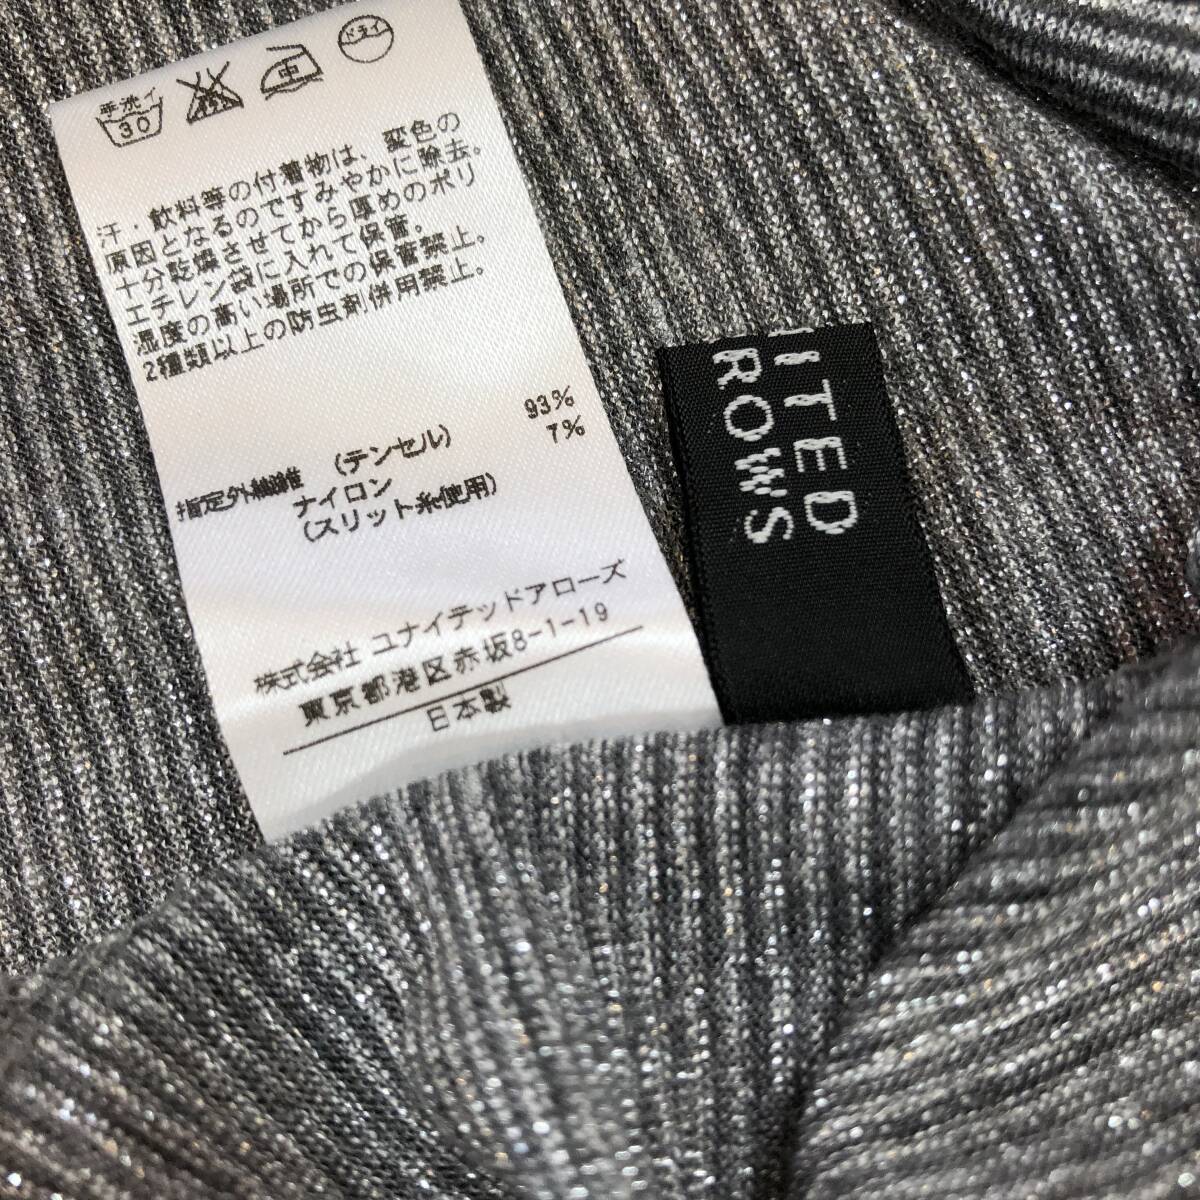 手洗イ
30
中
ドライ
汗・飲料等の付着物は、変色の
原因となるのですみやかに除去。
十分乾燥させてから厚めのポリ
エチレン袋に入れて保管。
湿度の高い場所での保管禁止。
2種類以上の防虫剤併用禁止。
指定外繊維 (テンセル) 93%
ナイロン 7%
(スリット糸使用)
株式会社 ユナイテッドアローズ
東京都港区赤坂8-1-19
日本製
ITED
ROWS